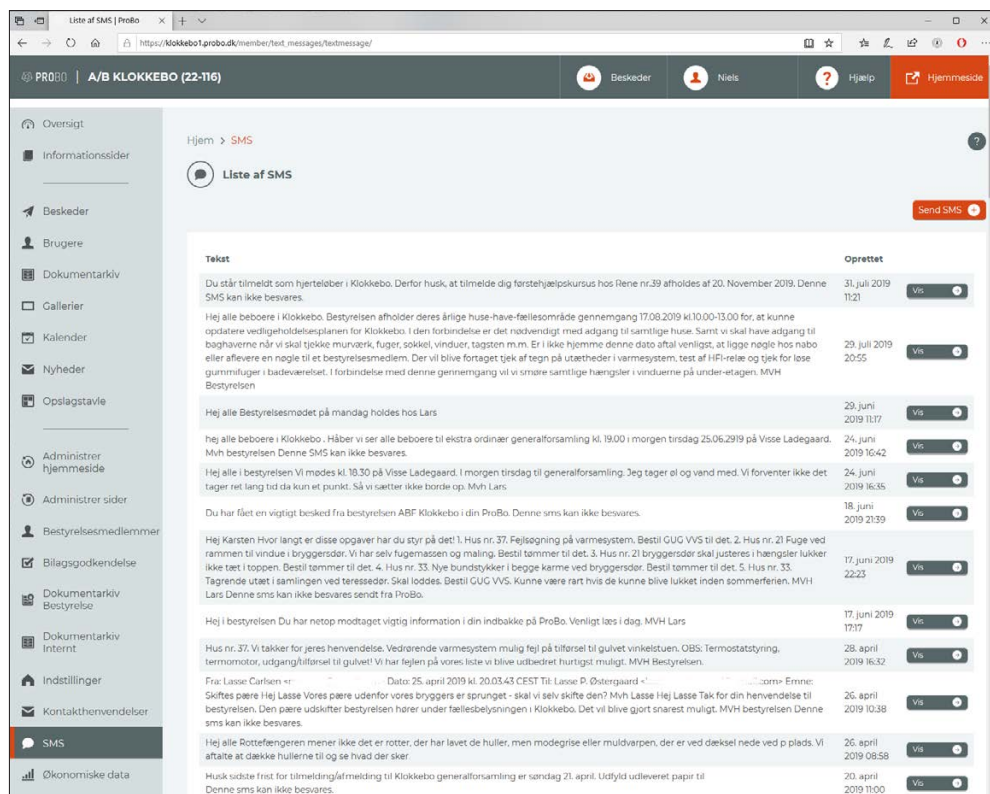 Liste af SMS | ProBo
https://klokkebo1.probo.dk/member/text_messages/textmessage/
PROBO | A/B KLOKKEBO (22-116)
Beskeder
Niels
? Hjælp
Hjemmeside
Oversigt
Informationssider
Beskeder
Brugere
Dokumentarkiv
Gallerier
Kalender
Nyheder
Opslagstavle
Administrer
hjemmeside
Administrer sider
Bestyrelsesmedlemmer
Bilagsgodkendelse
Dokumentarkiv
Bestyrelse
Dokumentarkiv
Internt
Indstillinger
Kontakthenvendelser
SMS
Økonomiske data
Hjem > SMS
?
Liste af SMS
Send SMS
Tekst
Oprettet
Du står tilmeldt som hjerteløber i Klokkebo. Derfor husk, at tilmelde dig førstehjælpskursus hos Rene nr.39 afholdes af 20. November 2019. Denne
SMS kan ikke besvares.
31. juli 2019
11:21
Vis
Hej alle beboere i Klokkebo. Bestyrelsen afholder deres årlige huse-have-fællesområde gennemgang 17.08.2019 kl.10.00-13.00 for, at kunne
opdatere vedligeholdelsesplanen for Klokkebo. I den forbindelse er det nødvendigt med adgang til samtlige huse. Samt vi skal have adgang til
baghaverne når vi skal tjekke murværk, fuger, sokkel, vinduer, tagsten m.m. Er i ikke hjemme denne dato aftal venligst, at ligge nøgle hos nabo
eller aflevere en nøgle til et bestyrelsesmedlem. Der vil blive fortaget tjek af tegn på utætheder i varmesystem, test af HFI-relæ og tjek for løse
gummifuger i badeværelset. I forbindelse med denne gennemgang vil vi smøre samtlige hængsler i vinduerne på under-etagen. MVH
Bestyrelsen
29. juli 2019
20:55
Vis
Hej alle Bestyrelsesmødet på mandag holdes hos Lars
29. juni
2019 11:17
Vis
hej alle beboere i Klokkebo . Håber vi ser alle beboere til ekstra ordinær generalforsamling kl. 19.00 i morgen tirsdag 25.06.2919 på Visse Ladegaard.
Mvh bestyrelsen Denne SMS kan ikke besvares.
24. juni
2019 16:42
Vis
Hej alle i bestyrelsen Vi mødes kl. 18.30 på Visse Ladegaard. I morgen tirsdag til generalforsamling. Jeg tager øl og vand med. Vi forventer ikke det
tager ret lang tid da kun et punkt. Så vi sætter ikke borde op. Mvh Lars
24. juni
2019 16:35
Vis
Du har fået en vigtigt besked fra bestyrelsen ABF Klokkebo i din ProBo. Denne sms kan ikke besvares.
18. juni
2019 21:39
Vis
Hej Karsten Hvor langt er disse opgaver har du styr på det! 1. Hus nr. 37. Fejlsøgning på varmesystem. Bestil GUG VVS til det. 2. Hus nr. 21 Fuge ved
rammen til vindue i bryggersdør. Vi har selv fugemassen og maling. Bestil tømmer til det. 3. Hus nr. 21 bryggersdør skal justeres i hængsler lukker
ikke tæt i toppen. Bestil tømmer til det. 4. Hus nr. 33. Nye bundstykker i begge karme ved bryggersdør. Bestil tømmer til det. 5. Hus nr. 33.
Tagrende utæt i samlingen ved teressedør. Skal loddes. Bestil GUG VVS. Kunne være rart hvis de kunne blive lukket inden sommerferien. MVH
Lars Denne sms kan ikke besvares sendt fra ProBo.
17. juni 2019
22:23
Vis
Hej i bestyrelsen Du har netop modtaget vigtig information i din indbakke på ProBo. Venligt læs i dag. MVH Lars
17. juni 2019
17:17
Vis
Hus nr. 37. Vi takker for jeres henvendelse. Vedrørende varmesystem mulig fejl på tilførsel til gulvet vinkelstuen. OBS: Termostatstyring,
termomotor, udgang/tilførsel til gulvet! Vi har fejlen på vores liste vi blive udbedret hurtigst muligt. MVH Bestyrelsen.
28. april
2019 16:32
Vis
Fra: Lasse Carlsen Dato: 25. april 2019 kl. 20.03.43 CEST Til: Lasse P. Østergaard Emne:
Skiftes pære Hej Lasse Vores pære udenfor vores bryggers er sprunget - skal vi selv skifte den? Mvh Lasse Hej Lasse Tak for din henvendelse til
bestyrelsen. Den pære udskifter bestyrelsen hører under fællesbelysningen i Klokkebo. Det vil blive gjort snarest muligt. MVH bestyrelsen Denne
sms kan ikke besvares.
26. april
2019 10:38
Vis
Hej alle Rottefængeren mener ikke det er rotter, der har lavet de huller, men modegrise eller muldvarpen, der er ved dæksel nede ved p plads. Vi
aftalte at dække hullerne til og se hvad der sker
26. april
2019 08:58
Vis
Husk sidste frist for tilmelding/afmelding til Klokkebo generalforsamling er søndag 21. april. Udfyld udleveret papir til
Denne sms kan ikke besvares.
20. april
2019 11:00
Vis